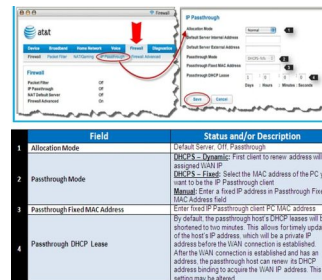 Firewall
at&t
Device Broadband Home Network Voice Firewall Diagnostics
Firewall Packet Filter NAT/Gaming IP Passthrough Firewall Advanced
Firewall
Packet Filter Off
IP Passthrough Off
NAT Default Server Off
Firewall Advanced On
IP Passthrough
Allocation Mode
Default Server Internal Address
Default Server External Address
Passthrough Mode
Passthrough Fixed MAC Address
Passthrough DHCP Lease
Days : Hours : Minutes : Seconds
Save Cancel
Field Status and/or Description
1 Allocation Mode Default Server. Off. Passthrough
2 Passthrough Mode
DHCPS – Dynamic: First client to renew address will
assigned WAN IP
DHCPS – Fixed: Select the MAC address of the PC y
want to be the IP Passthrough client
Manual: Enter a fixed IP address in Passthrough Fixe
MAC Address field
3 Passthrough Fixed MAC Address Enter fixed IP Passthrough client PC MAC address
4 Passthrough DHCP Lease
By default, the passthrough host's DHCP leases will b
shortened to two minutes. This allows for timely upda
of the host's IP address, which will be a private IP
address before the WAN connection is established.
After the WAN connection is established and has an
address, the passthrough host can renew its DHCP
address binding to acquire the WAN IP address. This
setting may be altered